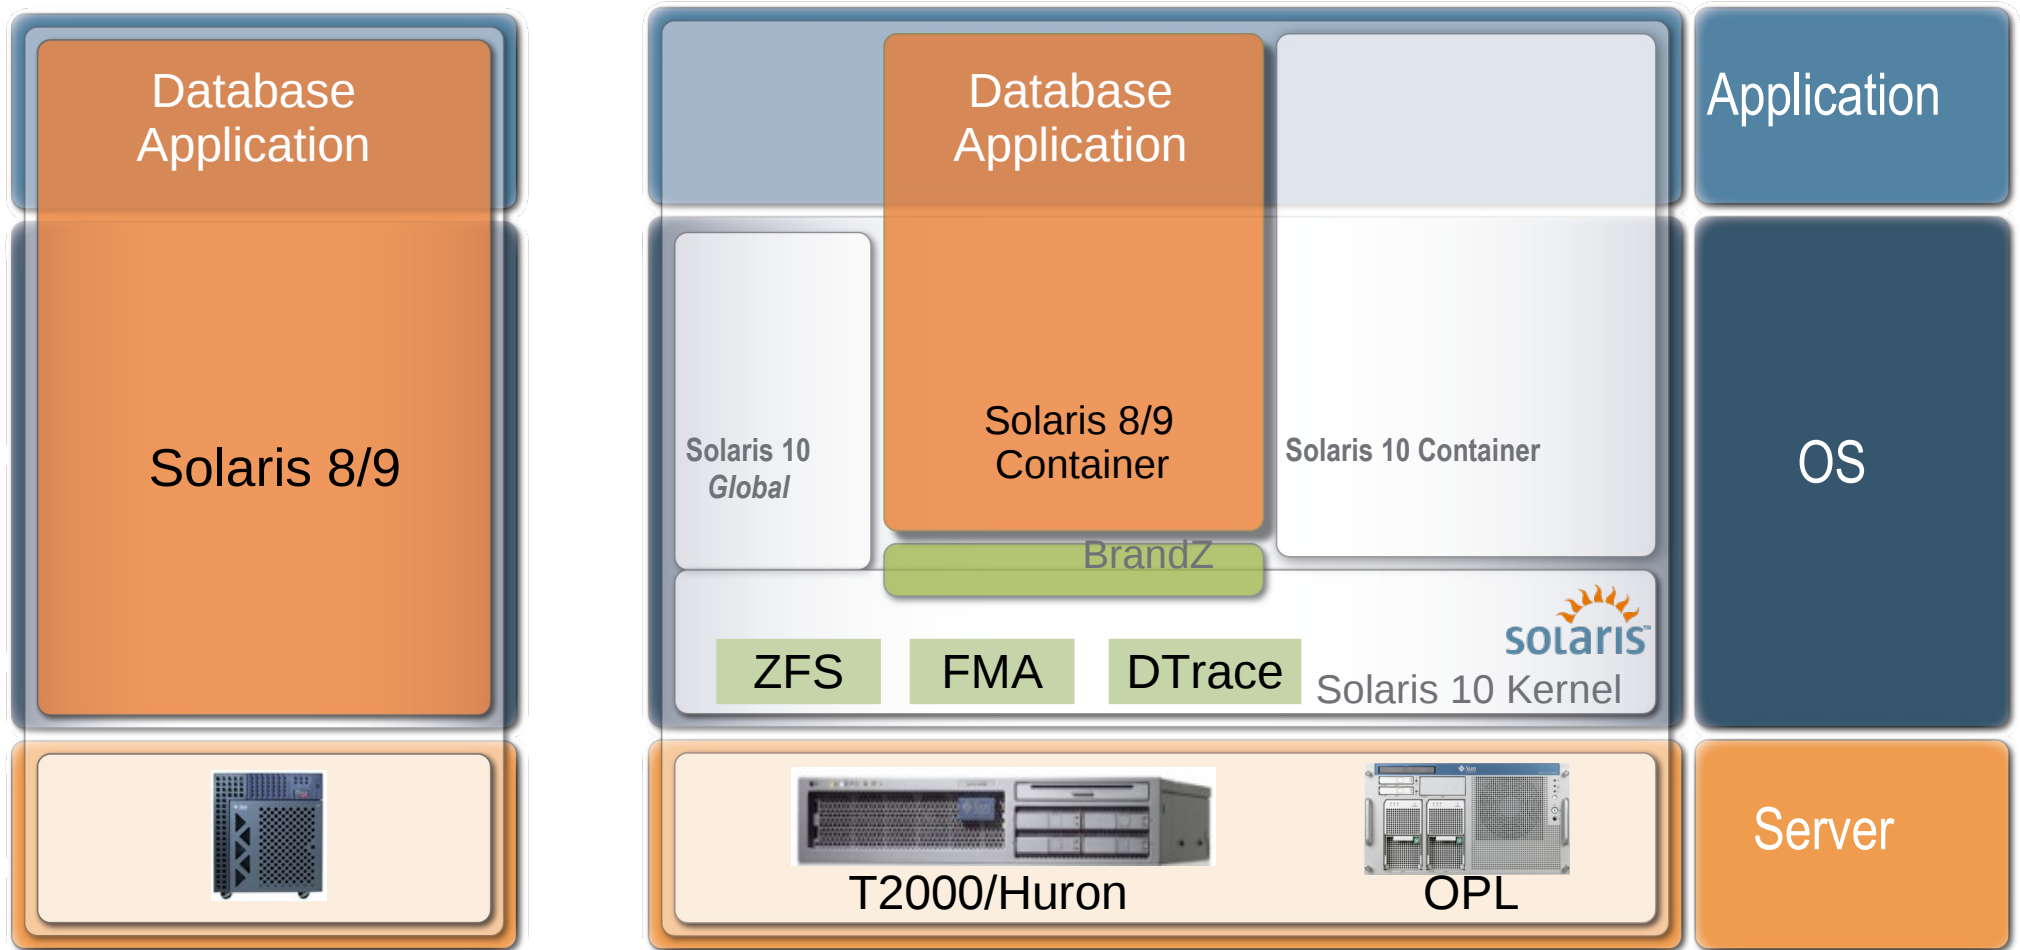 Database
Application
Solaris 8/9
Database
Application
Solaris 8/9
Container
Solaris 10
Global
Solaris 10 Container
BrandZ
ZFS
FMA
DTrace
solaris™
Solaris 10 Kernel
T2000/Huron
OPL
Application
OS
Server